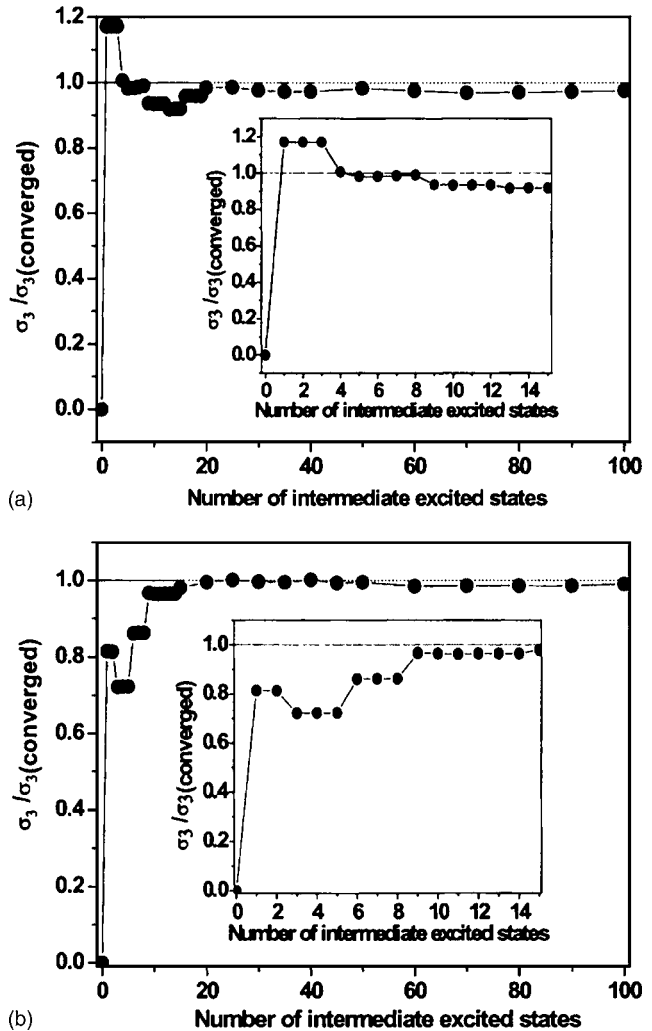 1.2
1.0
0.8
0.6
0.4
0.2
0.0
σ3 /σ3(converged)
0 20 40 60 80 100
Number of intermediate excited states
1.2
1.0
0.8
0.6
0.4
0.2
0.0
σ3 /σ3(converged)
0 2 4 6 8 10 12 14
Number of intermediate excited states
(a)
1.0
0.8
0.6
0.4
0.2
0.0
σ3 /σ3(converged)
0 20 40 60 80 100
Number of intermediate excited states
1.0
0.8
0.6
0.4
0.2
0.0
σ3 /σ3(converged)
0 2 4 6 8 10 12 14
Number of intermediate excited states
(b)